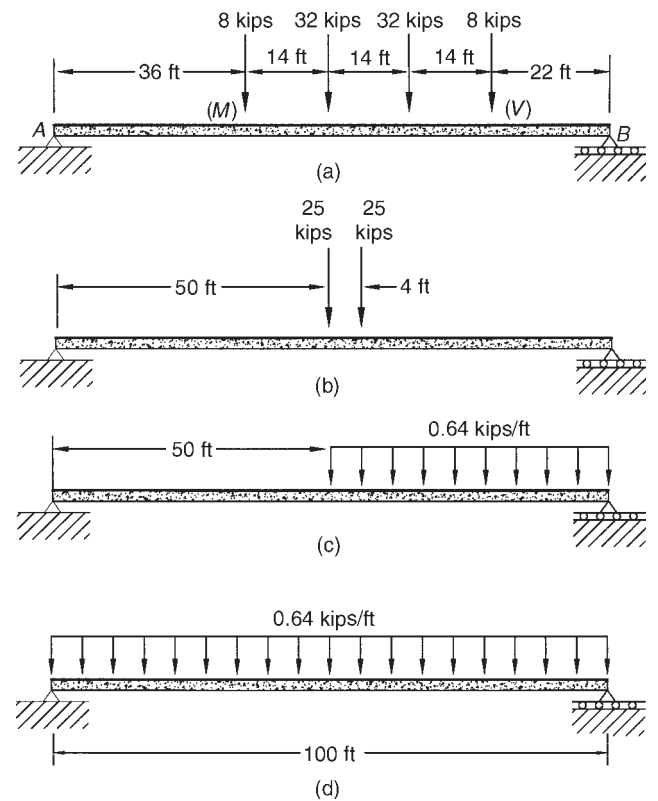 8 kips 32 kips 32 kips 8 kips
36 ft 14 ft 14 ft 14 ft 22 ft
(M) (V)
A B
(a)
25 25
kips kips
50 ft 4 ft
(b)
0.64 kips/ft
50 ft
(c)
0.64 kips/ft
100 ft
(d)